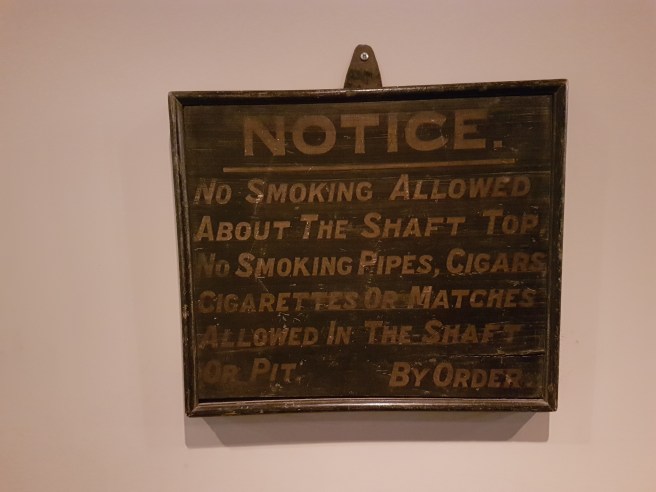 NOTICE.
NO SMOKING ALLOWED
ABOUT THE SHAFT TOP.
NO SMOKING PIPES, CIGARS
CIGARETTES OR MATCHES
ALLOWED IN THE SHAFT
OR PIT. BY ORDER.